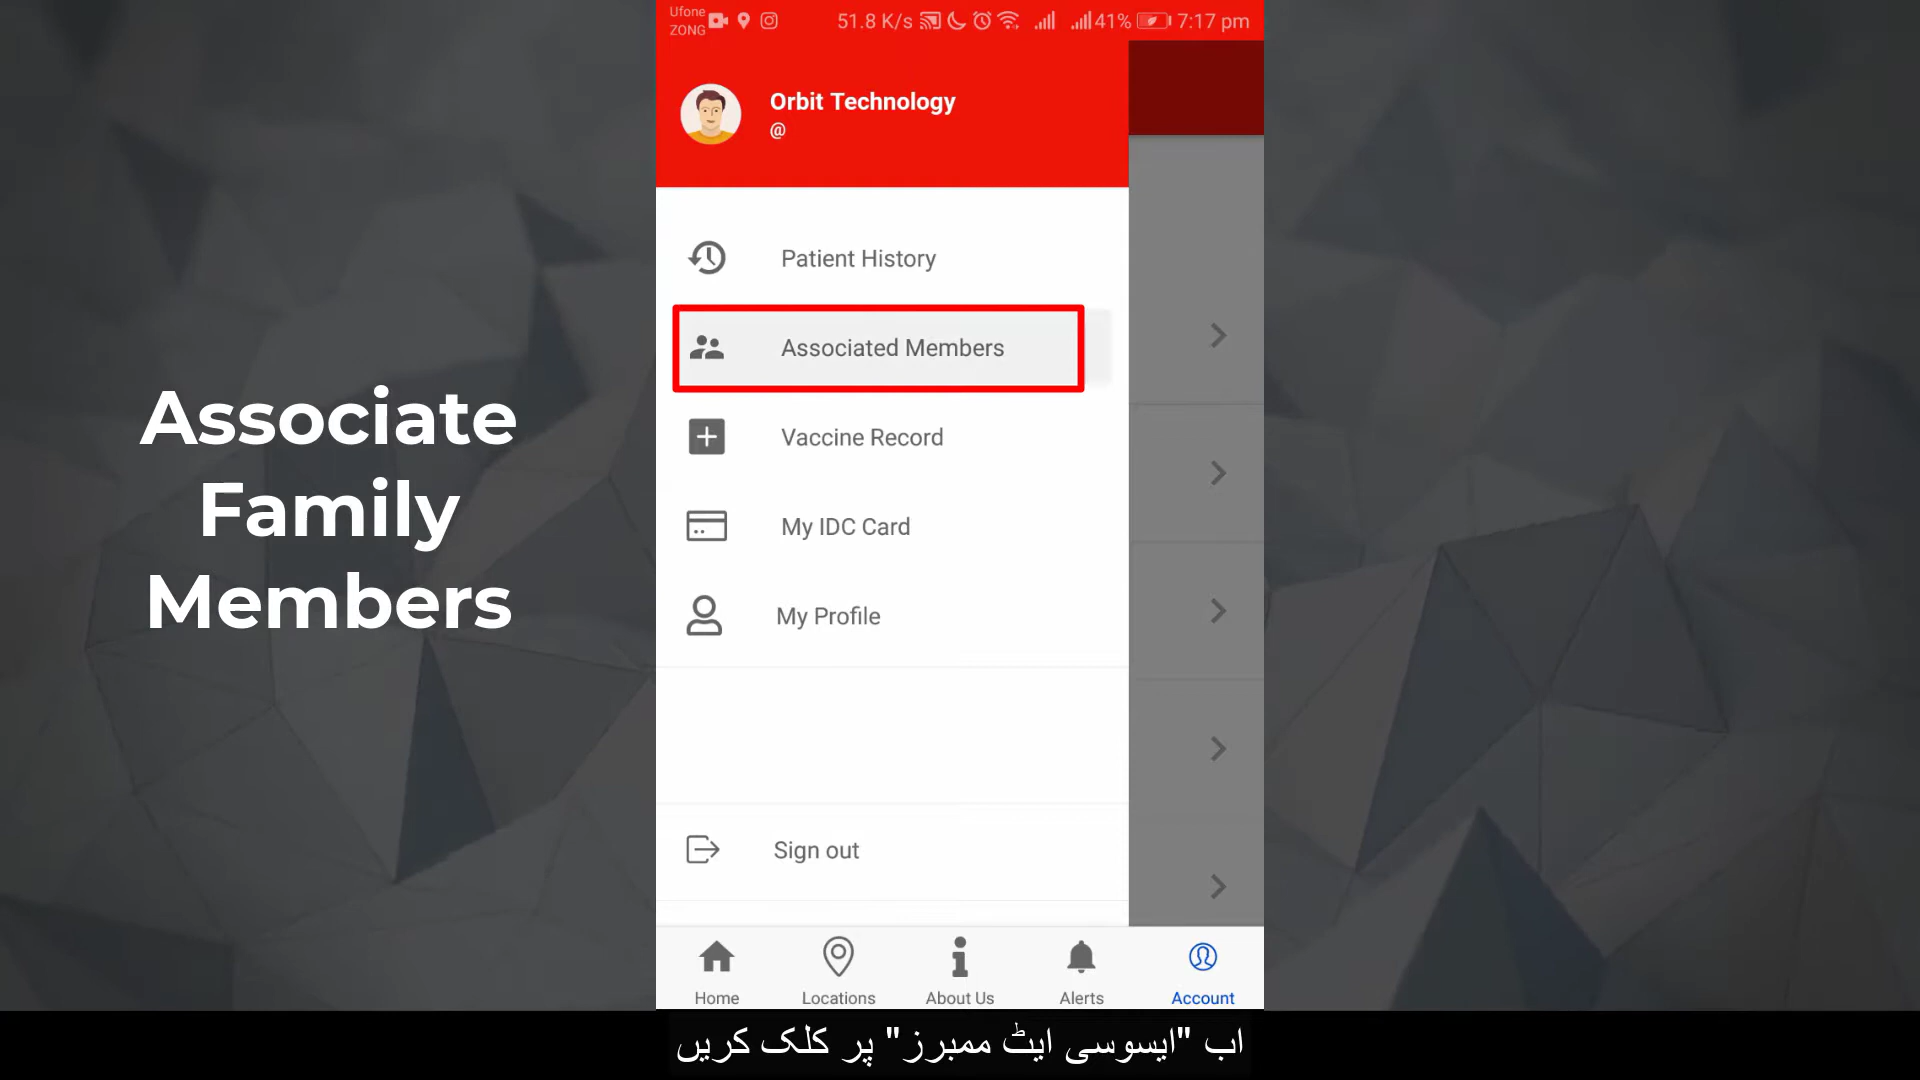 Associate
Family
Members
Ufone
ZONG
51.8 K/s
41%
7:17 pm
Orbit Technology
@
Patient History
Associated Members
Vaccine Record
My IDC Card
My Profile
Sign out
Home
Locations
About Us
Alerts
Account
اب "ایسوسی ایٹ ممبرز" پر کلک کریں